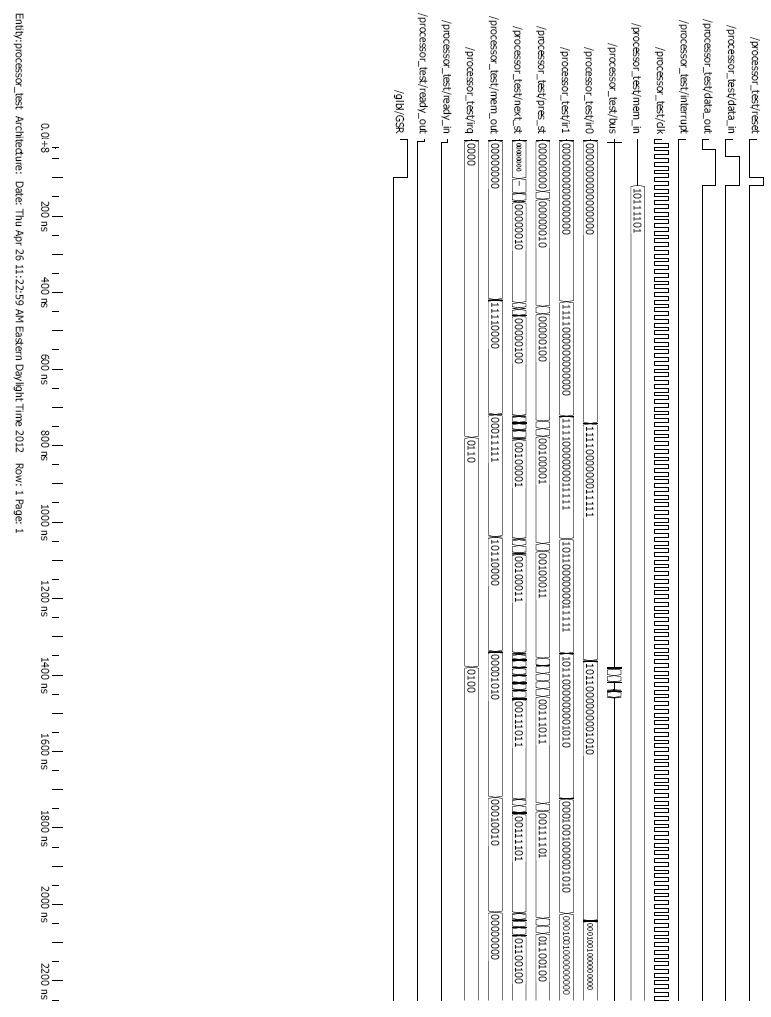 /processor_test/reset
/processor_test/data_in
/processor_test/data_out
/processor_test/interrupt
/processor_test/clk
/processor_test/mem_in 10111101
/processor_test/bus
/processor_test/ir0 0000000000000000 1111000000011111 1011000000001010 0001001000000000
/processor_test/ir1 0000000000000000 1111000000000000 1111000000011111 1011000000011111 1011000000001010 0001001000001010 0001001000000000
/processor_test/pres_st 00000000 00000010 00000100 00100001 00100011 00111011 00111101 01100100
/processor_test/next_st 00000000 00000010 00000100 00100001 00100011 00111011 00111101 01100100
/processor_test/mem_out 00000000 11110000 00011111 10110000 00001010 00010010 00000000
/processor_test/irq 0000 0110 0100
/processor_test/ready_in
/processor_test/ready_out
/glbl/GSR
0.0i+8 200 ns 400 ns 600 ns 800 ns 1000 ns 1200 ns 1400 ns 1600 ns 1800 ns 2000 ns 2200 ns
Entity:processor_test Architecture: Date: Thu Apr 26 11:22:59 AM Eastern Daylight Time 2012 Row: 1 Page: 1